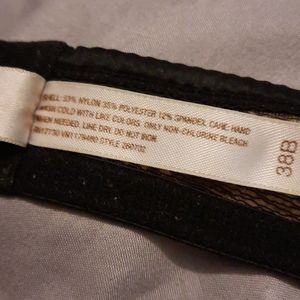 SHELL: 53% NYLON 35% POLYESTER 12% SPANDEX. CARE: HAND
WASH COLD WITH LIKE COLORS. ONLY NON-CHLORINE BLEACH
WHEN NEEDED. LINE DRY. DO NOT IRON
STYLE 260702
38B